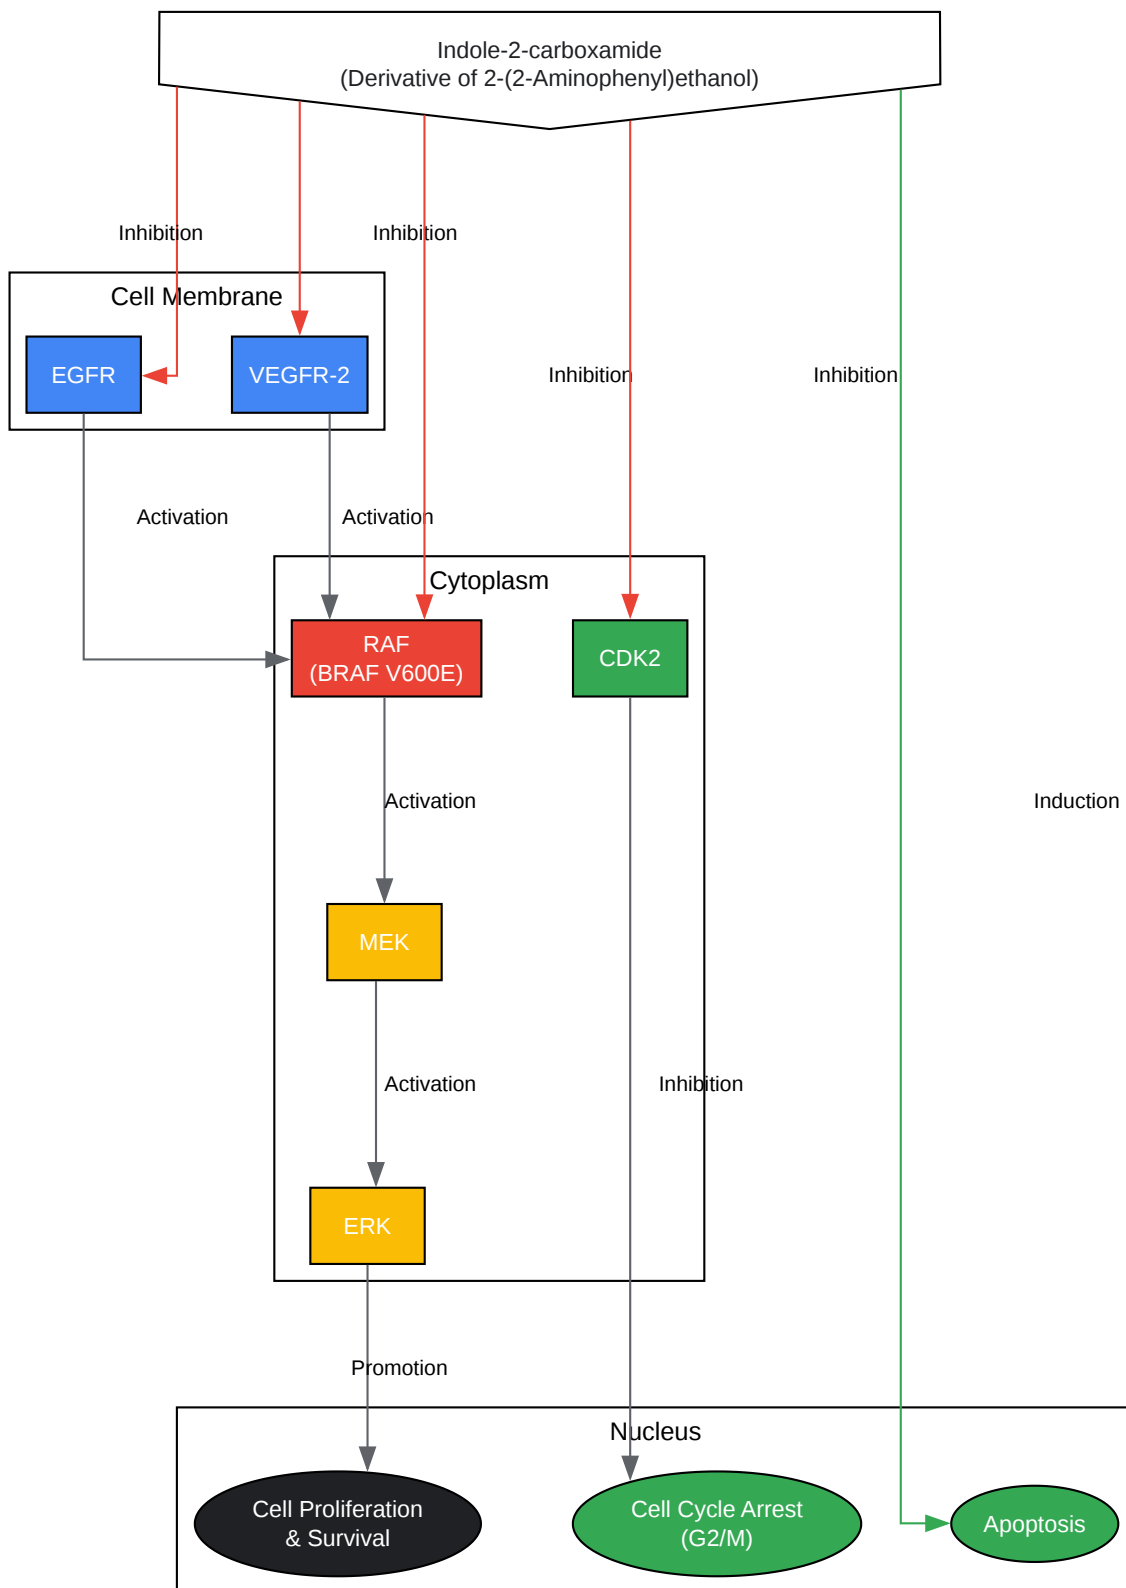 Indole-2-carboxamide
(Derivative of 2-(2-Aminophenyl)ethanol)
Inhibition
Inhibition
Cell Membrane
EGFR
VEGFR-2
Inhibition
Inhibition
Activation
Activation
Cytoplasm
RAF
(BRAF V600E)
CDK2
Activation
Induction
MEK
Activation
Inhibition
ERK
Promotion
Nucleus
Cell Proliferation
& Survival
Cell Cycle Arrest
(G2/M)
Apoptosis